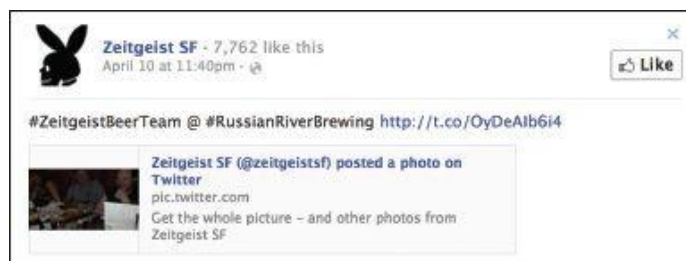 Zeitgeist SF · 7,762 like this
April 10 at 11:40pm ·
Like
#ZeitgeistBeerTeam @ #RussianRiverBrewing http://t.co/OyDeAIb6i4
Zeitgeist SF (@zeitgeistsf) posted a photo on
Twitter
pic.twitter.com
Get the whole picture – and other photos from
Zeitgeist SF